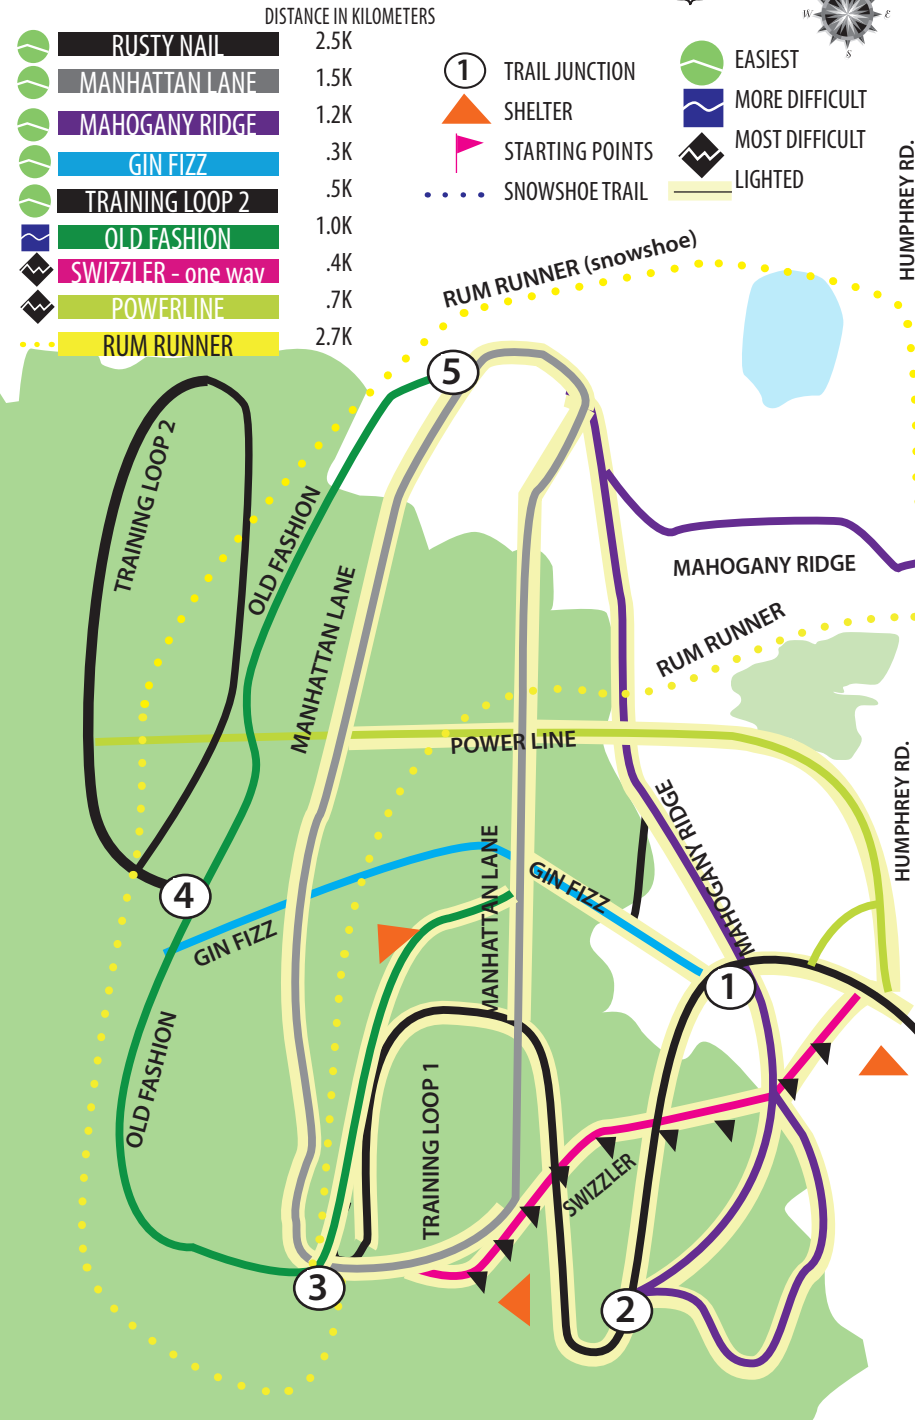 DISTANCE IN KILOMETERS
RUSTY NAIL 2.5K
MANHATTAN LANE 1.5K
MAHOGANY RIDGE 1.2K
GIN FIZZ .3K
TRAINING LOOP 2 .5K
OLD FASHION 1.0K
SWIZZLER - one way .4K
POWERLINE .7K
RUM RUNNER 2.7K
1 TRAIL JUNCTION
SHELTER
STARTING POINTS
SNOWSHOE TRAIL
EASIEST
MORE DIFFICULT
MOST DIFFICULT
LIGHTED
W E
S
HUMPHREY RD.
RUM RUNNER (snowshoe)
5
TRAINING LOOP 2
OLD FASHION
MANHATTAN LANE
MAHOGANY RIDGE
RUM RUNNER
POWER LINE
HUMPHREY RD.
MAHOGANY RIDGE
MANHATTAN LANE
GIN FIZZ
4
GIN FIZZ
1
OLD FASHION
TRAINING LOOP 1
SWIZZLER
3
2